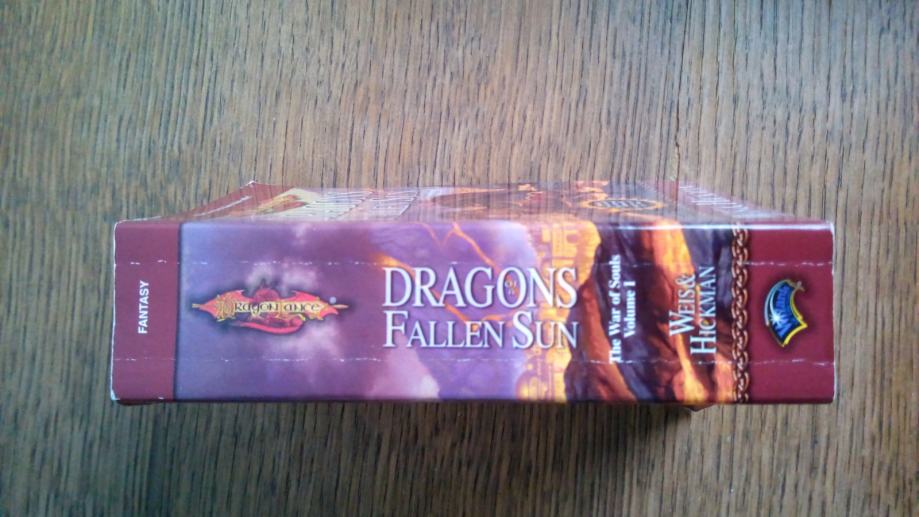 FANTASY
DRAGONLANCE
DRAGONS
OF A
FALLEN SUN
The War of Souls
Volume I
WEIS &
HICKMAN